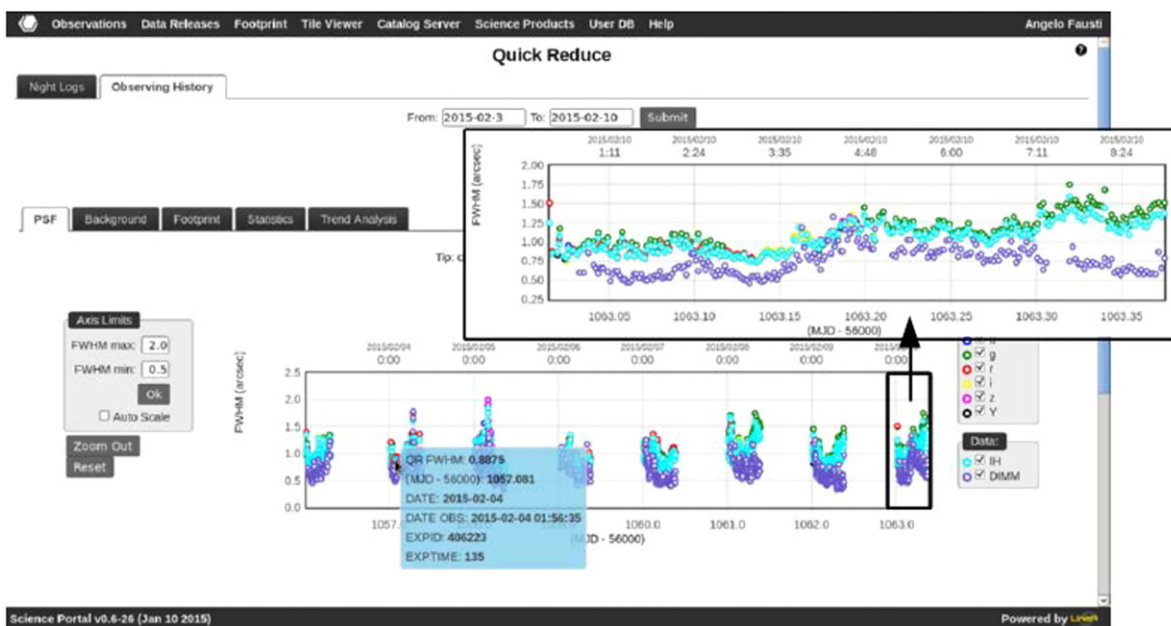 Observations Data Releases Footprint Tile Viewer Catalog Server Science Products User DB Help Angelo Fausti
Quick Reduce
?
Night Logs Observing History
From: 2015-02-3 To: 2015-02-10 Submit
2015/02/10 2015/02/10 2015/02/10 2015/02/10 2015/02/10 2015/02/10 2015/02/10
1:11 2:24 3:35 4:48 6:00 7:11 8:24
FWHM (arcsec)
2.00
1.75
1.50
1.25
1.00
0.75
0.50
0.25
1063.05 1063.10 1063.15 1063.20 1063.25 1063.30 1063.35
(MJD - 56000)
PSF Background Footprint Statistics Trend Analysis
Tip:
Axis Limits
FWHM max: 2.0
FWHM min: 0.5
Ok
Auto Scale
Zoom Out
Reset
2015/02/04 2015/02/05 2015/02/06 2015/02/07 2015/02/08 2015/02/09
0:00 0:00 0:00 0:00 0:00 0:00 0:00
FWHM (arcsec)
2.5
2.0
1.5
1.0
0.5
0.0
1057.0 1060.0 1061.0 1062.0 1063.0
(MJD - 56000)
QR FWHM: 0.8875
(MJD - 56000): 1057.081
DATE: 2015-02-04
DATE OBS: 2015-02-04 01:56:35
EXPID: 406223
EXPTIME: 135
g
r
i
z
Y
Data:
IH
DIMM
Science Portal v0.6-26 (Jan 10 2015) Powered by LIneA